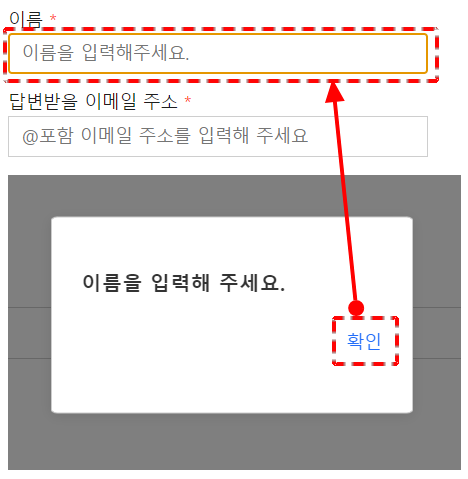 이름 *
이름을 입력해주세요.
답변받을 이메일 주소 *
@포함 이메일 주소를 입력해 주세요
이름을 입력해 주세요.
확인